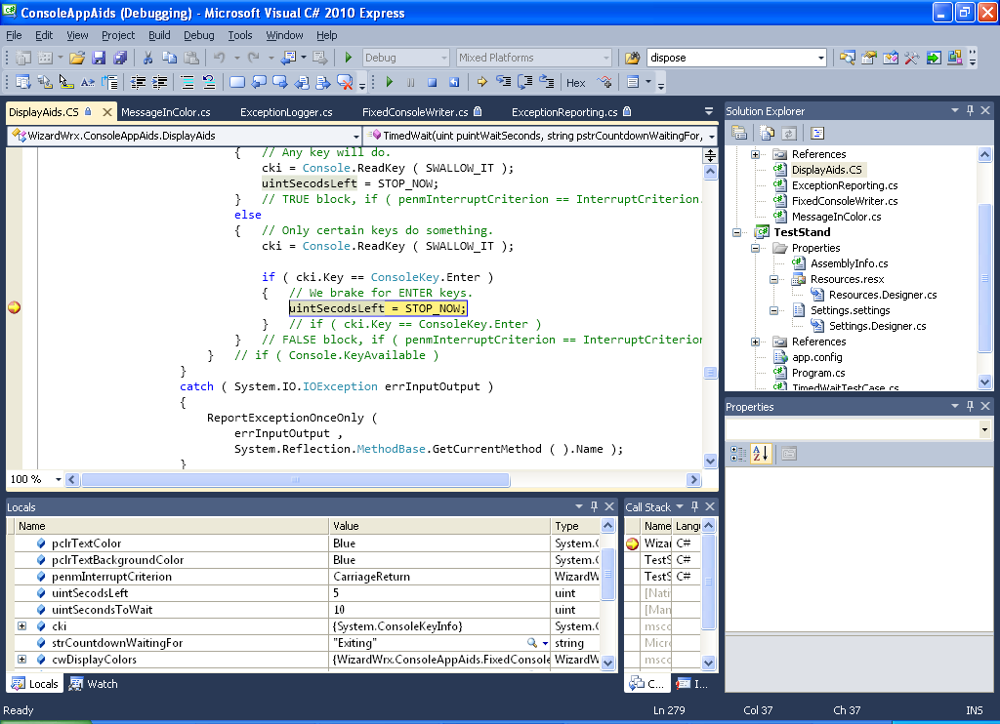 ConsoleAppAids (Debugging) - Microsoft Visual C# 2010 Express
File Edit View Project Build Debug Tools Window Help
Debug Mixed Platforms dispose
Hex
DisplayAids.CS MessageInColor.cs ExceptionLogger.cs FixedConsoleWriter.cs ExceptionReporting.cs
WizardWrx.ConsoleAppAids.DisplayAids TimedWait(uint puintWaitSeconds, string pstrCountdownWaitingFor,
{ // Any key will do.
cki = Console.ReadKey ( SWALLOW_IT );
uintSecodsLeft = STOP_NOW;
} // TRUE block, if ( penmInterruptCriterion == InterruptCriterion.
else
{ // Only certain keys do something.
cki = Console.ReadKey ( SWALLOW_IT );
if ( cki.Key == ConsoleKey.Enter )
{ // We brake for ENTER keys.
uintSecodsLeft = STOP_NOW;
} // if ( cki.Key == ConsoleKey.Enter )
} // FALSE block, if ( penmInterruptCriterion == InterruptCriterion
} // if ( Console.KeyAvailable )
}
catch ( System.IO.IOException errInputOutput )
{
ReportExceptionOnceOnly (
errInputOutput ,
System.Reflection.MethodBase.GetCurrentMethod ( ).Name );
}
100 %
Solution Explorer
References
DisplayAids.CS
ExceptionReporting.cs
FixedConsoleWriter.cs
MessageInColor.cs
TestStand
Properties
AssemblyInfo.cs
Resources.resx
Resources.Designer.cs
Settings.settings
Settings.Designer.cs
References
app.config
Program.cs
TimedWaitTestCase.cs
Properties
Locals
Name Value Type
pclrTextColor Blue System.C
pclrTextBackgroundColor Blue System.C
penmInterruptCriterion CarriageReturn WizardW
uintSecodsLeft 5 uint
uintSecondsToWait 10 uint
cki {System.ConsoleKeyInfo} System.C
strCountdownWaitingFor "Exiting" string
cwDisplayColors {WizardWrx.ConsoleAppAids.FixedConsole WizardW
Locals Watch
Call Stack
Name Langu
Wizar C#
TestS C#
TestS C#
[Nati
[Man
msco
Micro
msco
C... I...
Ready Ln 279 Col 37 Ch 37 INS